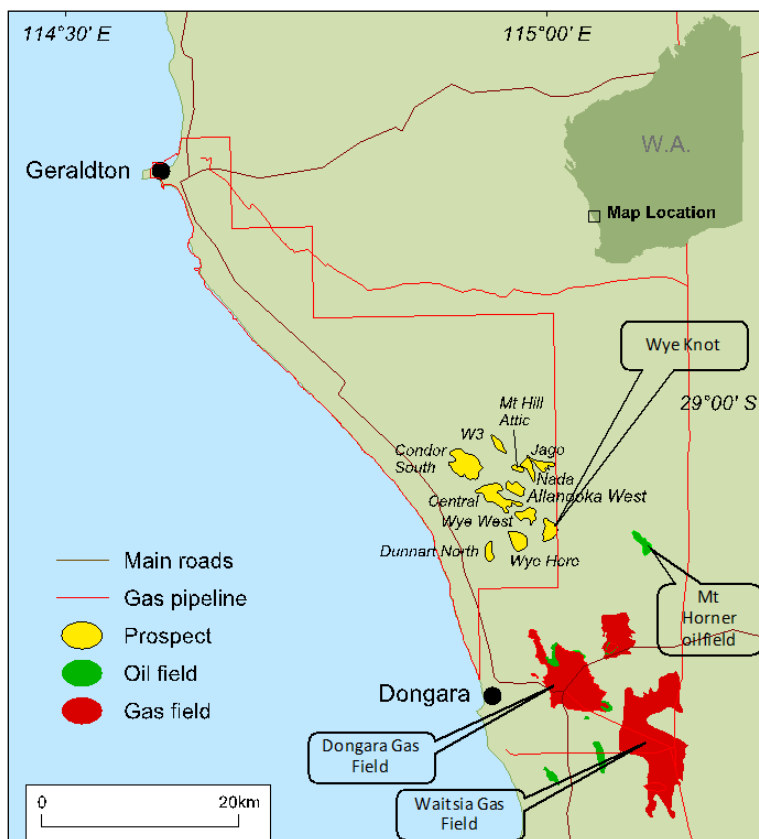 114°30' E
115°00' E
W.A.
Geraldton
Map Location
Wye Knot
29°00' S
Mt Hill
Attic
W3
Condor
South
Jago
Nada
Central
Allanooka West
Wye West
Dunnart North
Wye Here
Main roads
Gas pipeline
Prospect
Oil field
Gas field
Mt
Horner
oilfield
Dongara
Dongara Gas
Field
Waitsia Gas
Field
0
20km